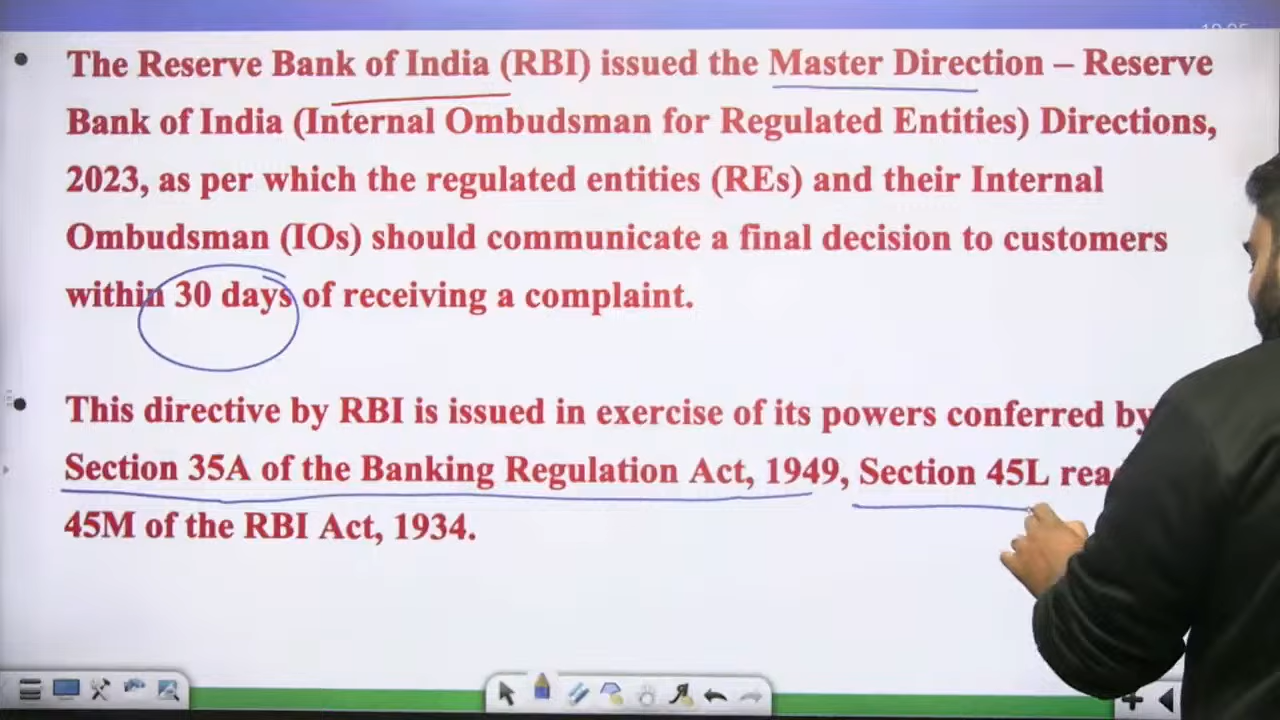 The Reserve Bank of India (RBI) issued the Master Direction – Reserve
Bank of India (Internal Ombudsman for Regulated Entities) Directions,
2023, as per which the regulated entities (REs) and their Internal
Ombudsman (IOs) should communicate a final decision to customers
within 30 days of receiving a complaint.
This directive by RBI is issued in exercise of its powers conferred by
Section 35A of the Banking Regulation Act, 1949, Section 45L
45M of the RBI Act, 1934.